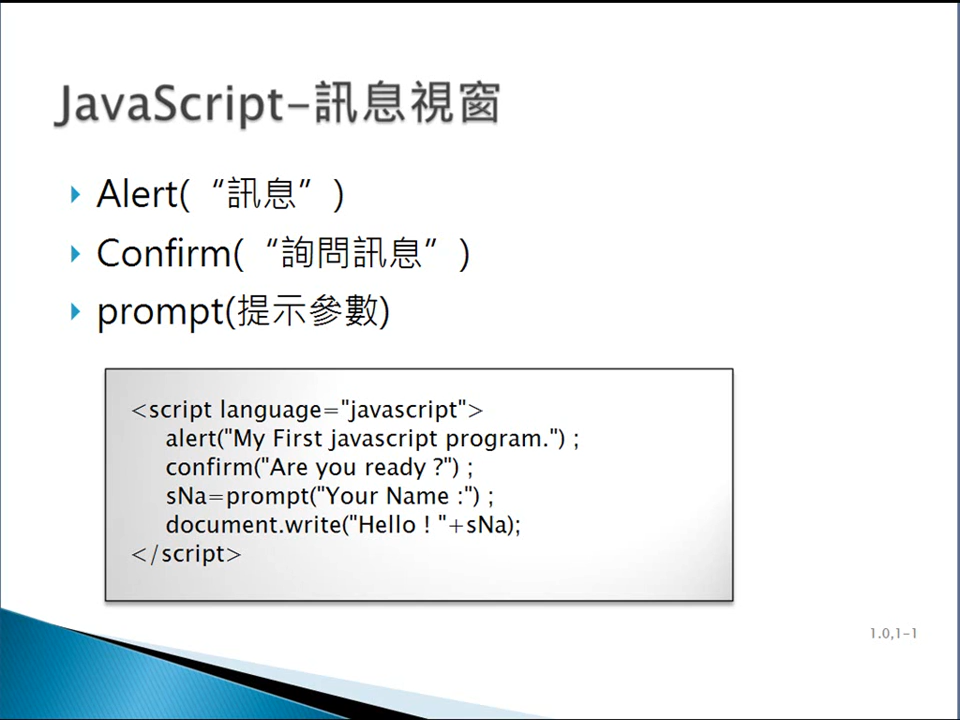 JavaScript-訊息視窗
Alert(“訊息”)
Confirm(“詢問訊息”)
prompt(提示參數)
<script language="javascript">
alert("My First javascript program.") ;
confirm("Are you ready ?") ;
sNa=prompt("Your Name :") ;
document.write("Hello ! "+sNa);
</script>
1.0,1-1